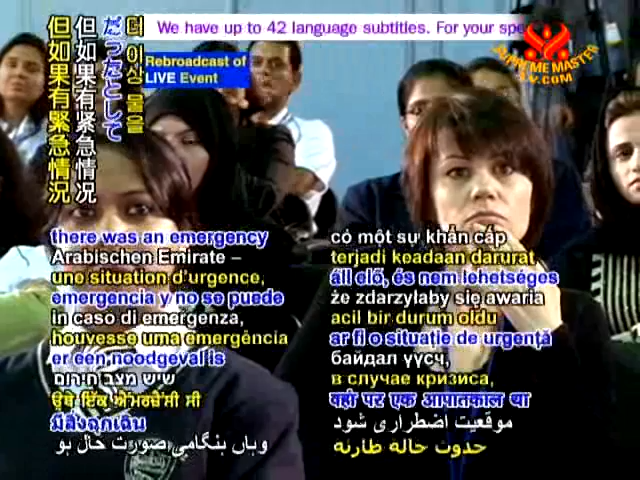 We have up to 42 language subtitles. For your spe
SUPREME MASTER
TV.COM
Rebroadcast of
LIVE Event
더 이상 물을
だったとして
但如果有紧急情况
但如果有緊急情況
there was an emergency
Arabischen Emirate –
une situation d'urgence,
emergencia y no se puede
in caso di emergenza,
houvesse uma emergência
er een noodgeval is
שיש מצב חירום
ਉਥੇ ਇੱਕ ਐਮਰਜੈਂਸੀ ਸੀ
มีสิ่งฉุกเฉิน
وہاں ہنگامی صورت حال ہو
có một sự khẩn cấp
terjadi keadaan darurat,
áll elő, és nem lehetséges
że zdarzyłaby się awaria
acil bir durum oldu
ar fi o situație de urgență
байдал үүсч,
в случае кризиса,
वहाँ पर एक आपातकाल था
موقعیت اضطراری شود
حدوث حالة طارئة